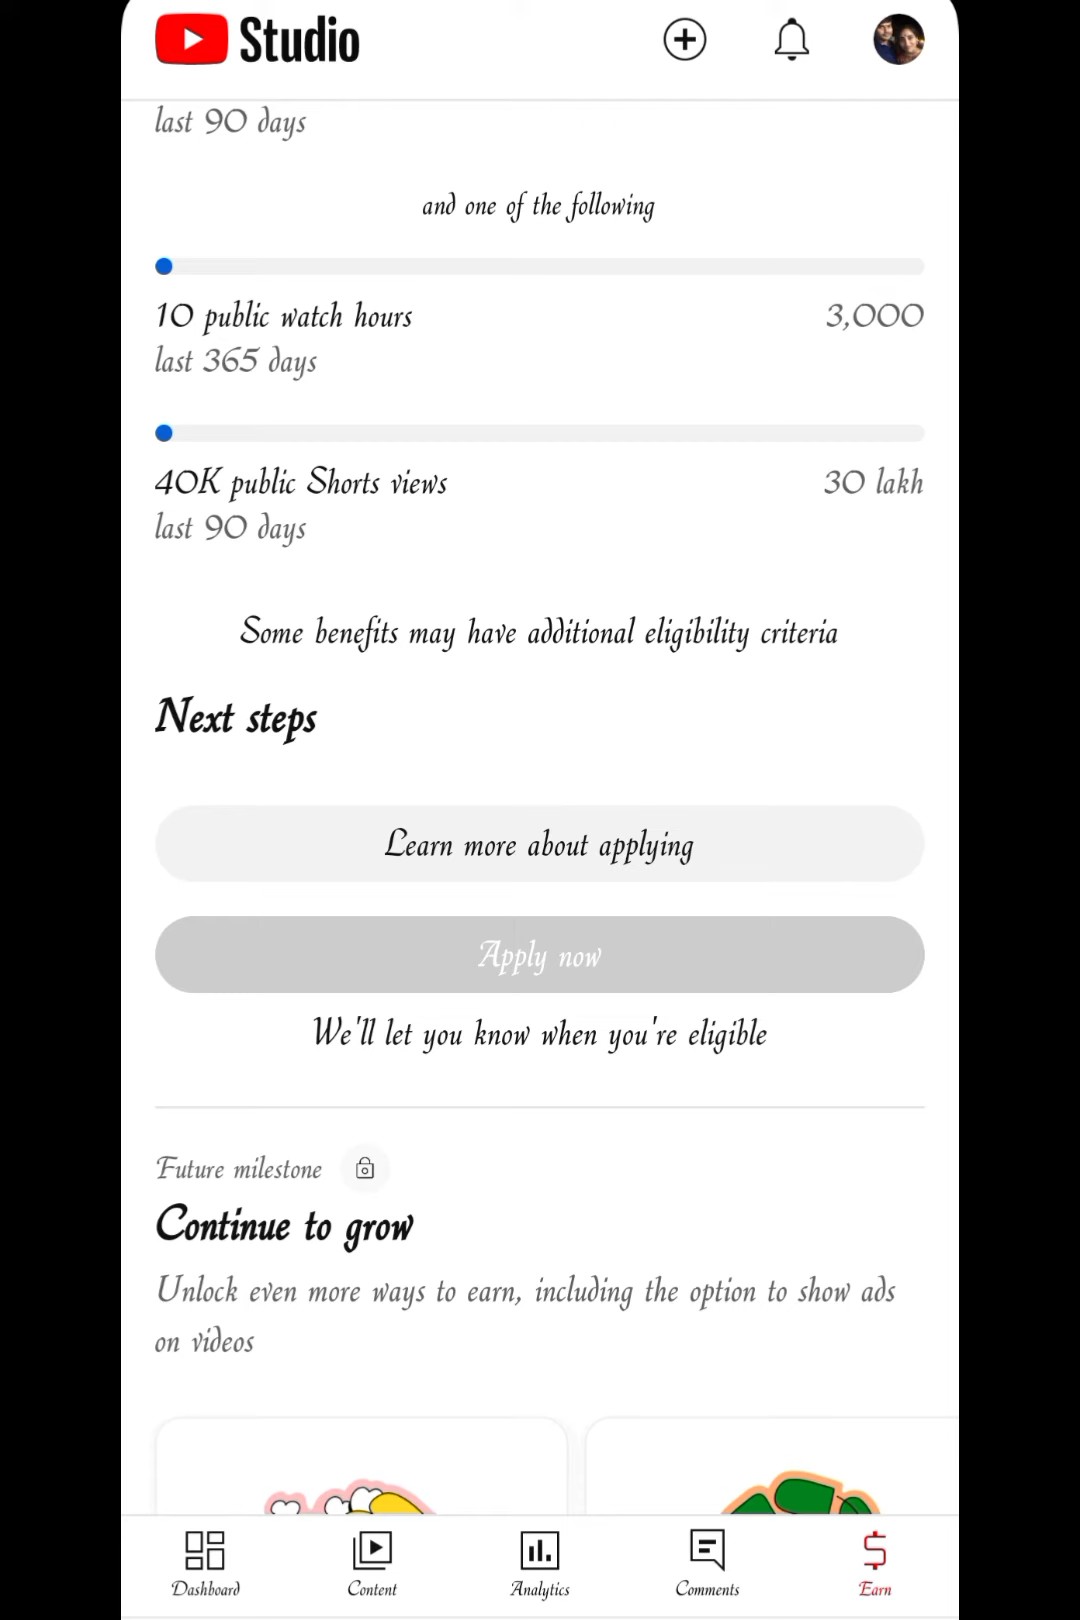 Studio
last 90 days
and one of the following
10 public watch hours
3,000
last 365 days
40K public Shorts views
30 lakh
last 90 days
Some benefits may have additional eligibility criteria
Next steps
Learn more about applying
Apply now
We'll let you know when you're eligible
Future milestone
Continue to grow
Unlock even more ways to earn, including the option to show ads
on videos
Dashboard
Content
Analytics
Comments
Earn